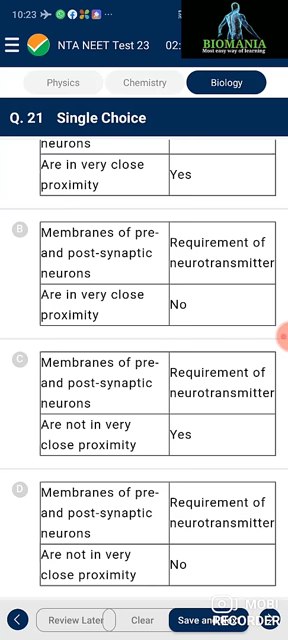 10:23
BIOMANIA
Most easy way of learning
NTA NEET Test 23 02:
Physics Chemistry Biology
Q. 21 Single Choice
neurons
Are in very close
proximity
Yes
B
Membranes of pre-
and post-synaptic
neurons
Requirement of
neurotransmitter
Are in very close
proximity
No
C
Membranes of pre-
and post-synaptic
neurons
Requirement of
neurotransmitter
Are not in very
close proximity
Yes
D
Membranes of pre-
and post-synaptic
neurons
Requirement of
neurotransmitter
Are not in very
close proximity
No
MOBI
RECORDER
Review Later Clear Save and